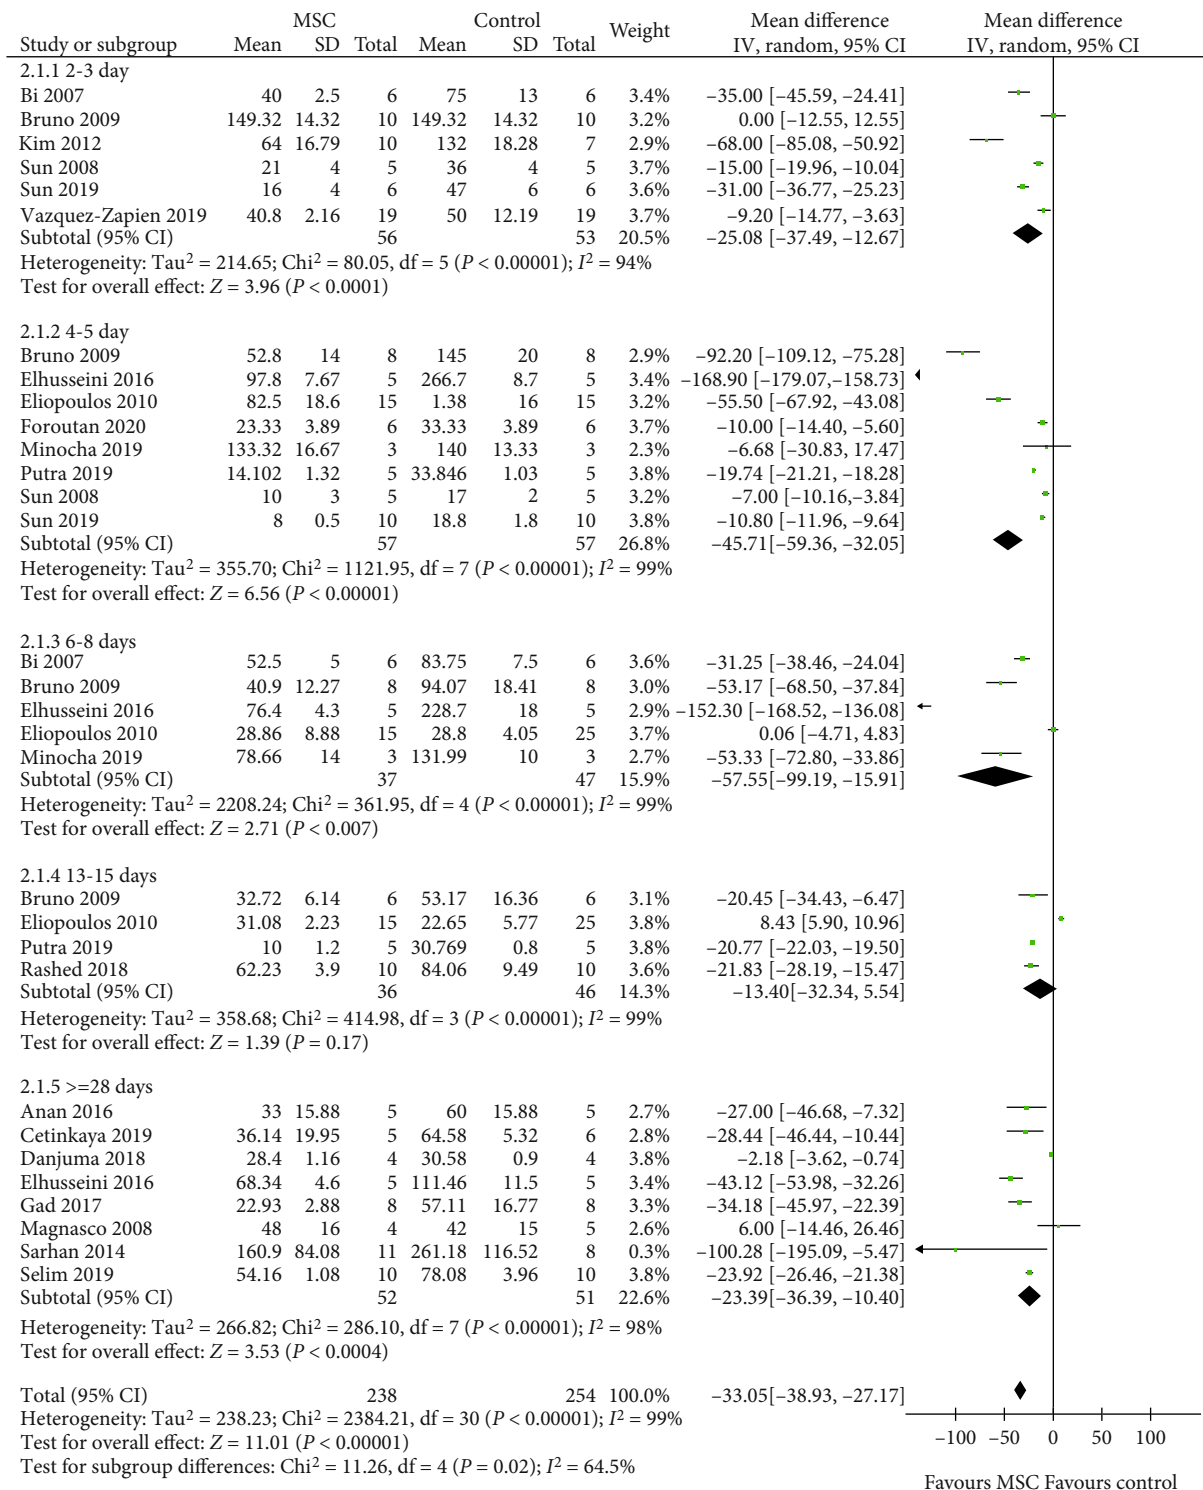 MSC Control Mean difference Mean difference
Study or subgroup Mean SD Total Mean SD Total Weight IV, random, 95% CI IV, random, 95% CI
2.1.1 2-3 day
Bi 2007 40 2.5 6 75 13 6 3.4% −35.00 [−45.59, −24.41]
Bruno 2009 149.32 14.32 10 149.32 14.32 10 3.2% 0.00 [−12.55, 12.55]
Kim 2012 64 16.79 10 132 18.28 7 2.9% −68.00 [−85.08, −50.92]
Sun 2008 21 4 5 36 4 5 3.7% −15.00 [−19.96, −10.04]
Sun 2019 16 4 6 47 6 6 3.6% −31.00 [−36.77, −25.23]
Vazquez-Zapien 2019 40.8 2.16 19 50 12.19 19 3.7% −9.20 [−14.77, −3.63]
Subtotal (95% CI) 56 53 20.5% −25.08 [−37.49, −12.67]
Heterogeneity: Tau² = 214.65; Chi² = 80.05, df = 5 (P < 0.00001); I² = 94%
Test for overall effect: Z = 3.96 (P < 0.0001)
2.1.2 4-5 day
Bruno 2009 52.8 14 8 145 20 8 2.9% −92.20 [−109.12, −75.28]
Elhusseini 2016 97.8 7.67 5 266.7 8.7 5 3.4% −168.90 [−179.07,−158.73]
Eliopoulos 2010 82.5 18.6 15 1.38 16 15 3.2% −55.50 [−67.92, −43.08]
Foroutan 2020 23.33 3.89 6 33.33 3.89 6 3.7% −10.00 [−14.40, −5.60]
Minocha 2019 133.32 16.67 3 140 13.33 3 2.3% −6.68 [−30.83, 17.47]
Putra 2019 14.102 1.32 5 33.846 1.03 5 3.8% −19.74 [−21.21, −18.28]
Sun 2008 10 3 5 17 2 5 3.2% −7.00 [−10.16,−3.84]
Sun 2019 8 0.5 10 18.8 1.8 10 3.8% −10.80 [−11.96, −9.64]
Subtotal (95% CI) 57 57 26.8% −45.71[−59.36, −32.05]
Heterogeneity: Tau² = 355.70; Chi² = 1121.95, df = 7 (P < 0.00001); I² = 99%
Test for overall effect: Z = 6.56 (P < 0.00001)
2.1.3 6-8 days
Bi 2007 52.5 5 6 83.75 7.5 6 3.6% −31.25 [−38.46, −24.04]
Bruno 2009 40.9 12.27 8 94.07 18.41 8 3.0% −53.17 [−68.50, −37.84]
Elhusseini 2016 76.4 4.3 5 228.7 18 5 2.9% −152.30 [−168.52, −136.08]
Eliopoulos 2010 28.86 8.88 15 28.8 4.05 25 3.7% 0.06 [−4.71, 4.83]
Minocha 2019 78.66 14 3 131.99 10 3 2.7% −53.33 [−72.80, −33.86]
Subtotal (95% CI) 37 47 15.9% −57.55[−99.19, −15.91]
Heterogeneity: Tau² = 2208.24; Chi² = 361.95, df = 4 (P < 0.00001); I² = 99%
Test for overall effect: Z = 2.71 (P < 0.007)
2.1.4 13-15 days
Bruno 2009 32.72 6.14 6 53.17 16.36 6 3.1% −20.45 [−34.43, −6.47]
Eliopoulos 2010 31.08 2.23 15 22.65 5.77 25 3.8% 8.43 [5.90, 10.96]
Putra 2019 10 1.2 5 30.769 0.8 5 3.8% −20.77 [−22.03, −19.50]
Rashed 2018 62.23 3.9 10 84.06 9.49 10 3.6% −21.83 [−28.19, −15.47]
Subtotal (95% CI) 36 46 14.3% −13.40[−32.34, 5.54]
Heterogeneity: Tau² = 358.68; Chi² = 414.98, df = 3 (P < 0.00001); I² = 99%
Test for overall effect: Z = 1.39 (P = 0.17)
2.1.5 >=28 days
Anan 2016 33 15.88 5 60 15.88 5 2.7% −27.00 [−46.68, −7.32]
Cetinkaya 2019 36.14 19.95 5 64.58 5.32 6 2.8% −28.44 [−46.44, −10.44]
Danjuma 2018 28.4 1.16 4 30.58 0.9 4 3.8% −2.18 [−3.62, −0.74]
Elhusseini 2016 68.34 4.6 5 111.46 11.5 5 3.4% −43.12 [−53.98, −32.26]
Gad 2017 22.93 2.88 8 57.11 16.77 8 3.3% −34.18 [−45.97, −22.39]
Magnasco 2008 48 16 4 42 15 5 2.6% 6.00 [−14.46, 26.46]
Sarhan 2014 160.9 84.08 11 261.18 116.52 8 0.3% −100.28 [−195.09, −5.47]
Selim 2019 54.16 1.08 10 78.08 3.96 10 3.8% −23.92 [−26.46, −21.38]
Subtotal (95% CI) 52 51 22.6% −23.39[−36.39, −10.40]
Heterogeneity: Tau² = 266.82; Chi² = 286.10, df = 7 (P < 0.00001); I² = 98%
Test for overall effect: Z = 3.53 (P < 0.0004)
Total (95% CI) 238 254 100.0% −33.05[−38.93, −27.17]
Heterogeneity: Tau² = 238.23; Chi² = 2384.21, df = 30 (P < 0.00001); I² = 99%
Test for overall effect: Z = 11.01 (P < 0.00001)
Test for subgroup differences: Chi² = 11.26, df = 4 (P = 0.02); I² = 64.5%
−100 −50 0 50 100
Favours MSC Favours control